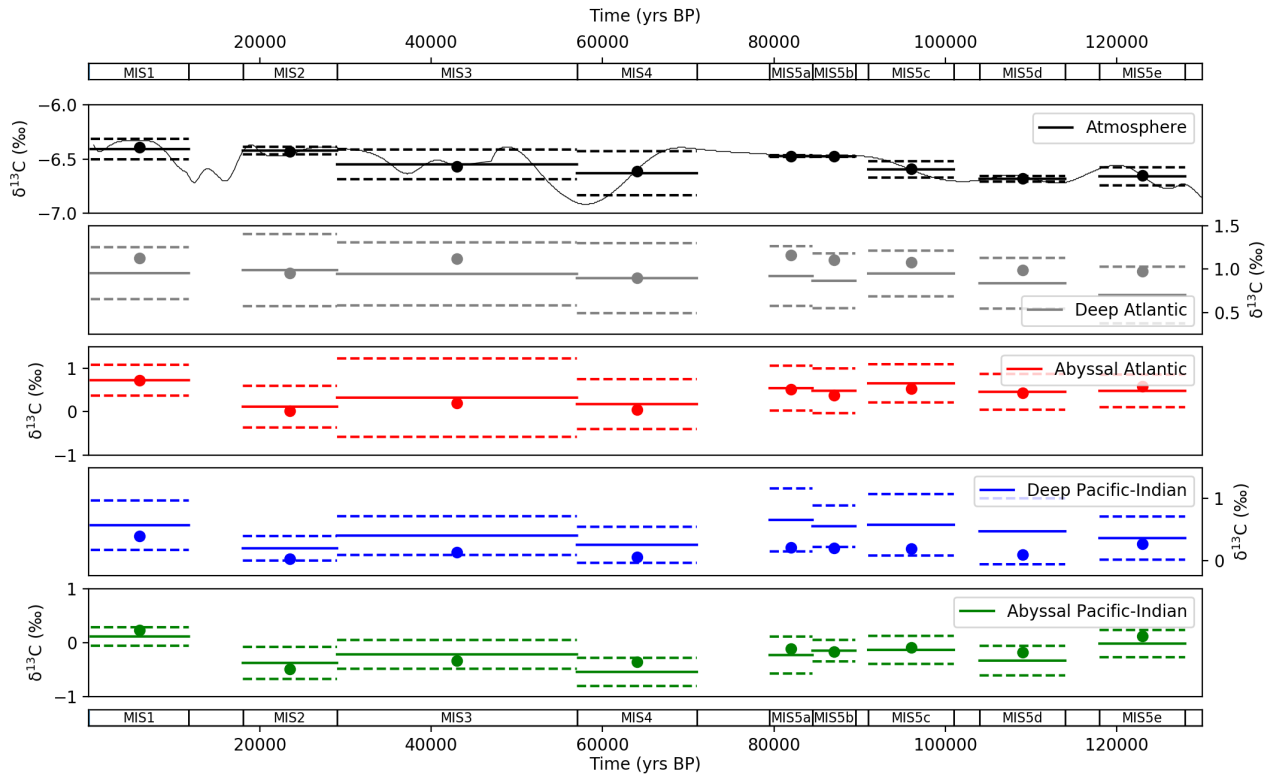 Time (yrs BP)
20000 40000 60000 80000 100000 120000
MIS1 MIS2 MIS3 MIS4 MIS5a MIS5b MIS5c MIS5d MIS5e
−6.0
−6.5
−7.0
δ¹³C (‰)
Atmosphere
1.5
1.0
0.5
δ¹³C (‰)
Deep Atlantic
1
0
−1
δ¹³C (‰)
Abyssal Atlantic
1
0
δ¹³C (‰)
Deep Pacific-Indian
1
0
−1
δ¹³C (‰)
Abyssal Pacific-Indian
MIS1 MIS2 MIS3 MIS4 MIS5a MIS5b MIS5c MIS5d MIS5e
20000 40000 60000 80000 100000 120000
Time (yrs BP)